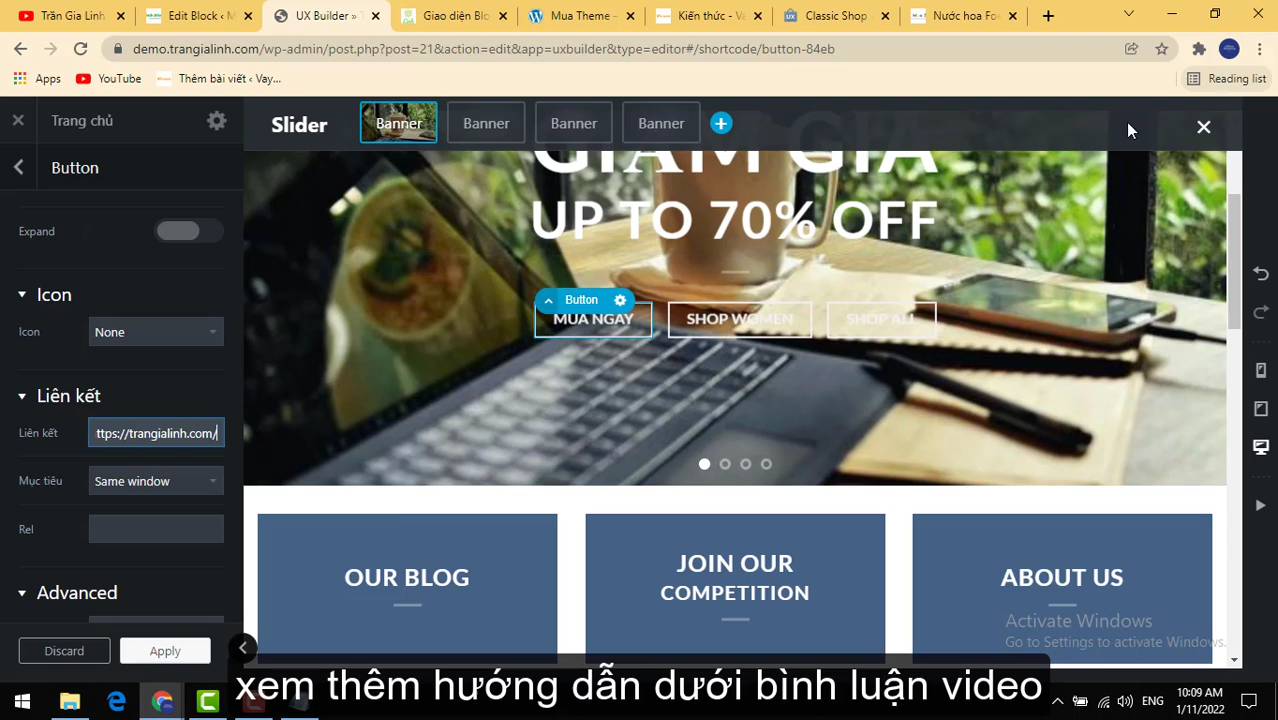 Trần Gia Linh
Edit Block ‹ M
UX Builder » T
Giao diện Blo
Mua Theme –
Kiến thức - Va
Classic Shop
Nước hoa Fo
demo.trangialinh.com/wp-admin/post.php?post=21&action=edit&app=uxbuilder&type=editor#/shortcode/button-84eb
Apps
YouTube
Thêm bài viết ‹ Vay...
Reading list
Trang chủ
Slider
Banner
Banner
Banner
Banner
Button
GIẢM GIÁ
UP TO 70% OFF
Expand
Icon
Icon
None
Button
MUA NGAY
SHOP WOMEN
SHOP ALL
Liên kết
Liên kết
ttps://trangialinh.com/
Mục tiêu
Same window
Rel
Advanced
OUR BLOG
JOIN OUR
COMPETITION
ABOUT US
Activate Windows
Go to Settings to activate Windows.
Discard
Apply
xem thêm hướng dẫn dưới bình luận video
ENG
10:09 AM
1/11/2022